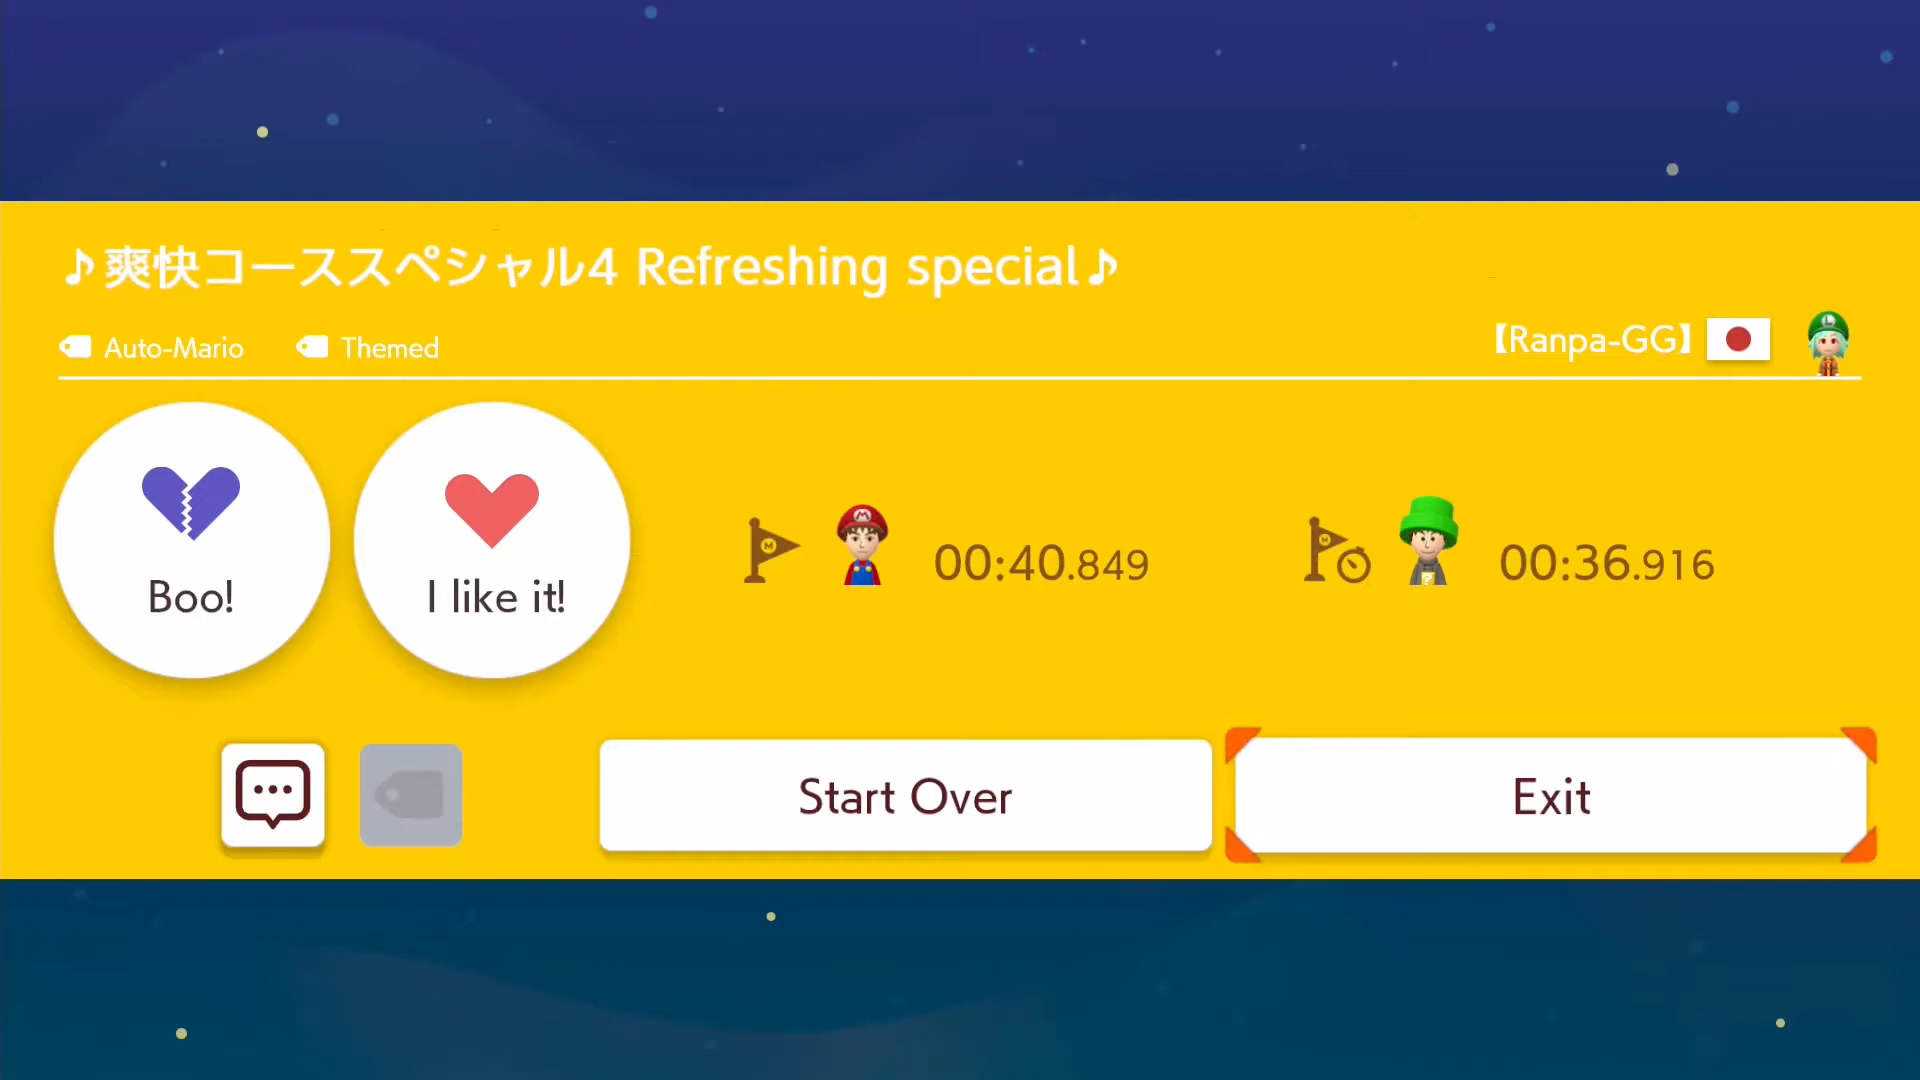 ♪爽快コーススペシャル4 Refreshing special♪
Auto-Mario Themed
【Ranpa-GG】
Boo!
I like it!
00:40.849
00:36.916
Start Over
Exit